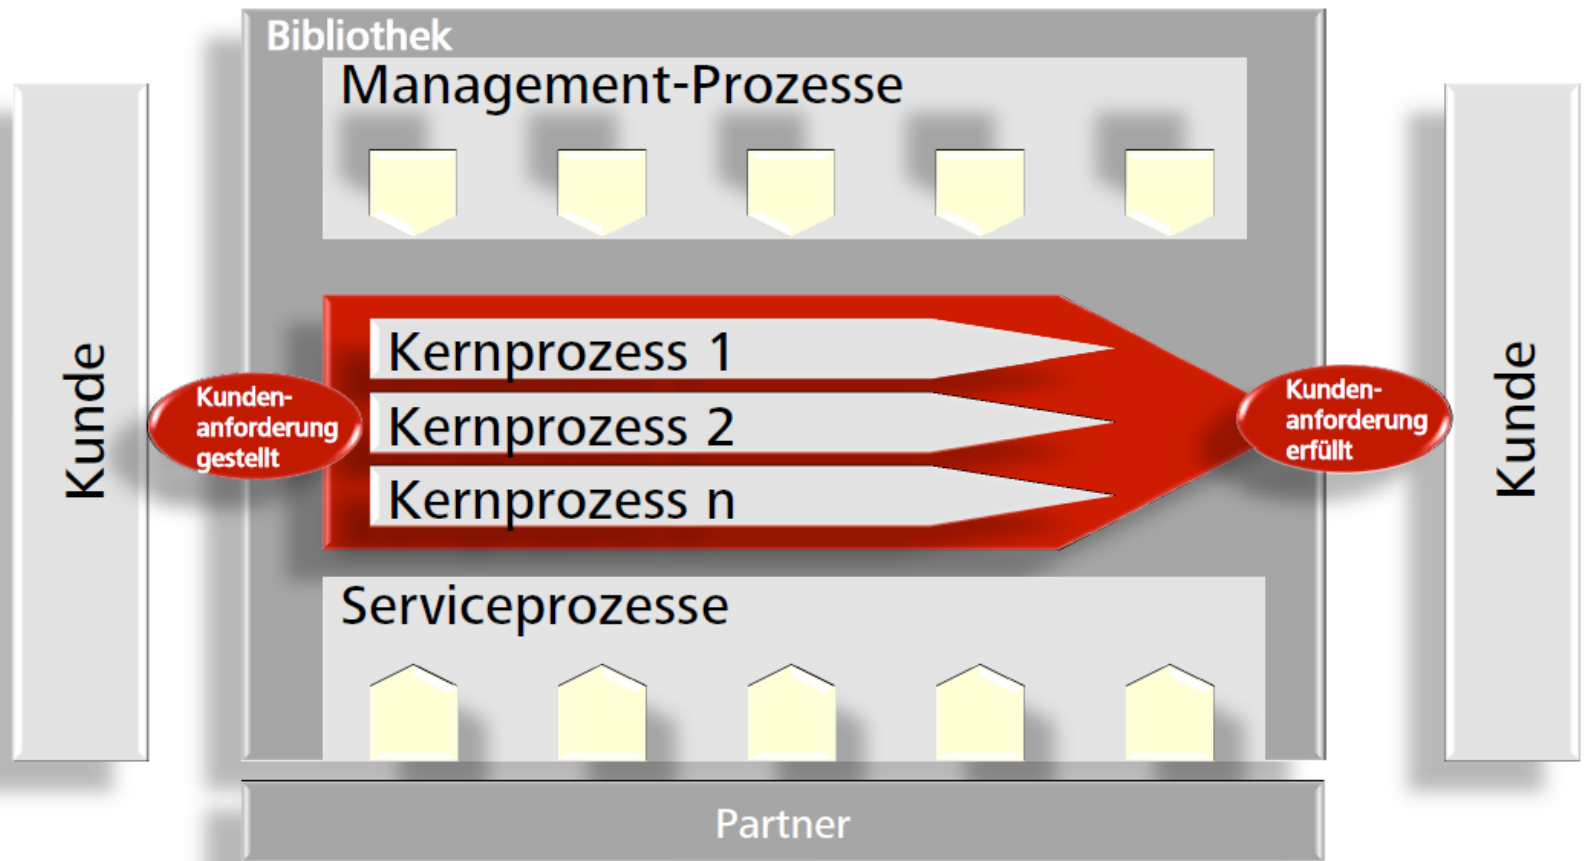 Bibliothek
Management-Prozesse
Kunde
Kunden-
anforderung
gestellt
Kernprozess 1
Kernprozess 2
Kernprozess n
Kunden-
anforderung
erfüllt
Kunde
Serviceprozesse
Partner